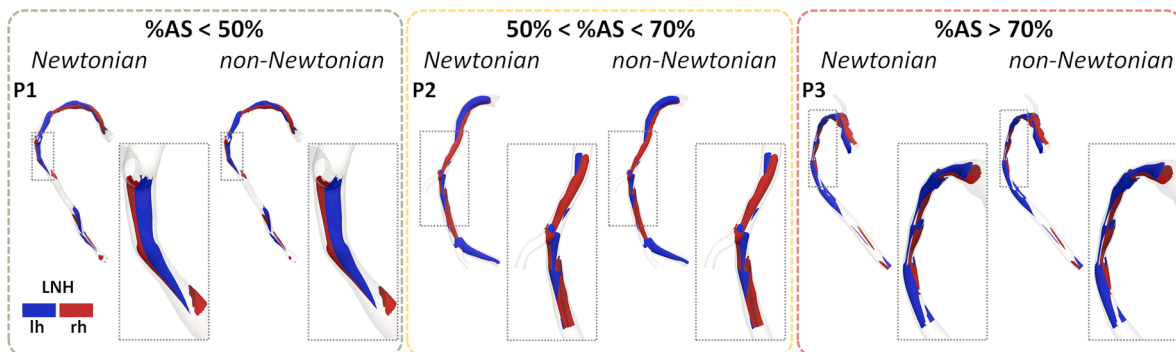 %AS < 50%
Newtonian non-Newtonian
P1
LNH
lh rh
50% < %AS < 70%
Newtonian non-Newtonian
P2
%AS > 70%
Newtonian non-Newtonian
P3